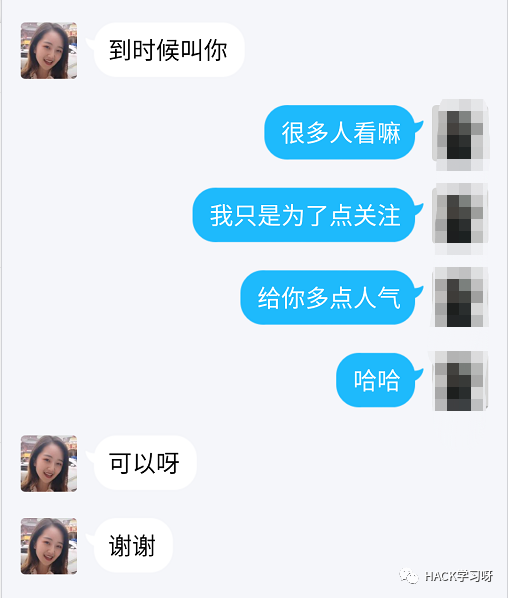 到时候叫你
很多人看嘛
我只是为了点关注
给你多点人气
哈哈
可以呀
谢谢
HACK学习呀